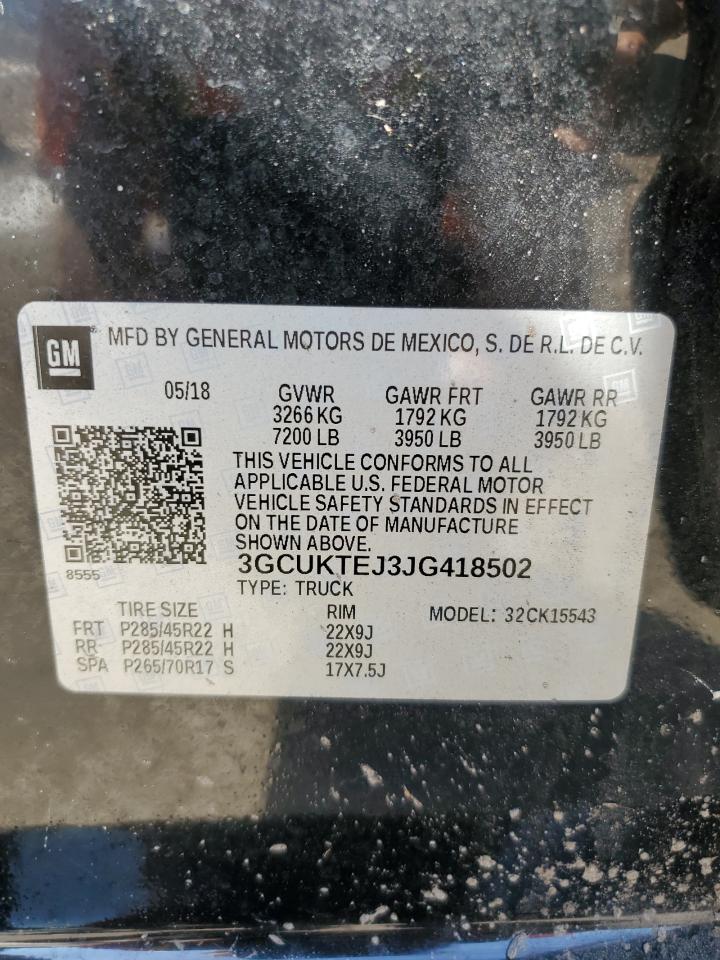 GM MFD BY GENERAL MOTORS DE MEXICO, S. DE R.L. DE C.V.
05/18 GVWR GAWR FRT GAWR RR
3266 KG 1792 KG 1792 KG
7200 LB 3950 LB 3950 LB
THIS VEHICLE CONFORMS TO ALL
APPLICABLE U.S. FEDERAL MOTOR
VEHICLE SAFETY STANDARDS IN EFFECT
ON THE DATE OF MANUFACTURE
SHOWN ABOVE.
3GCUKTEJ3JG418502
8555
TYPE: TRUCK
TIRE SIZE RIM MODEL: 32CK15543
FRT P285/45R22 H 22X9J
RR P285/45R22 H 22X9J
SPA P265/70R17 S 17X7.5J